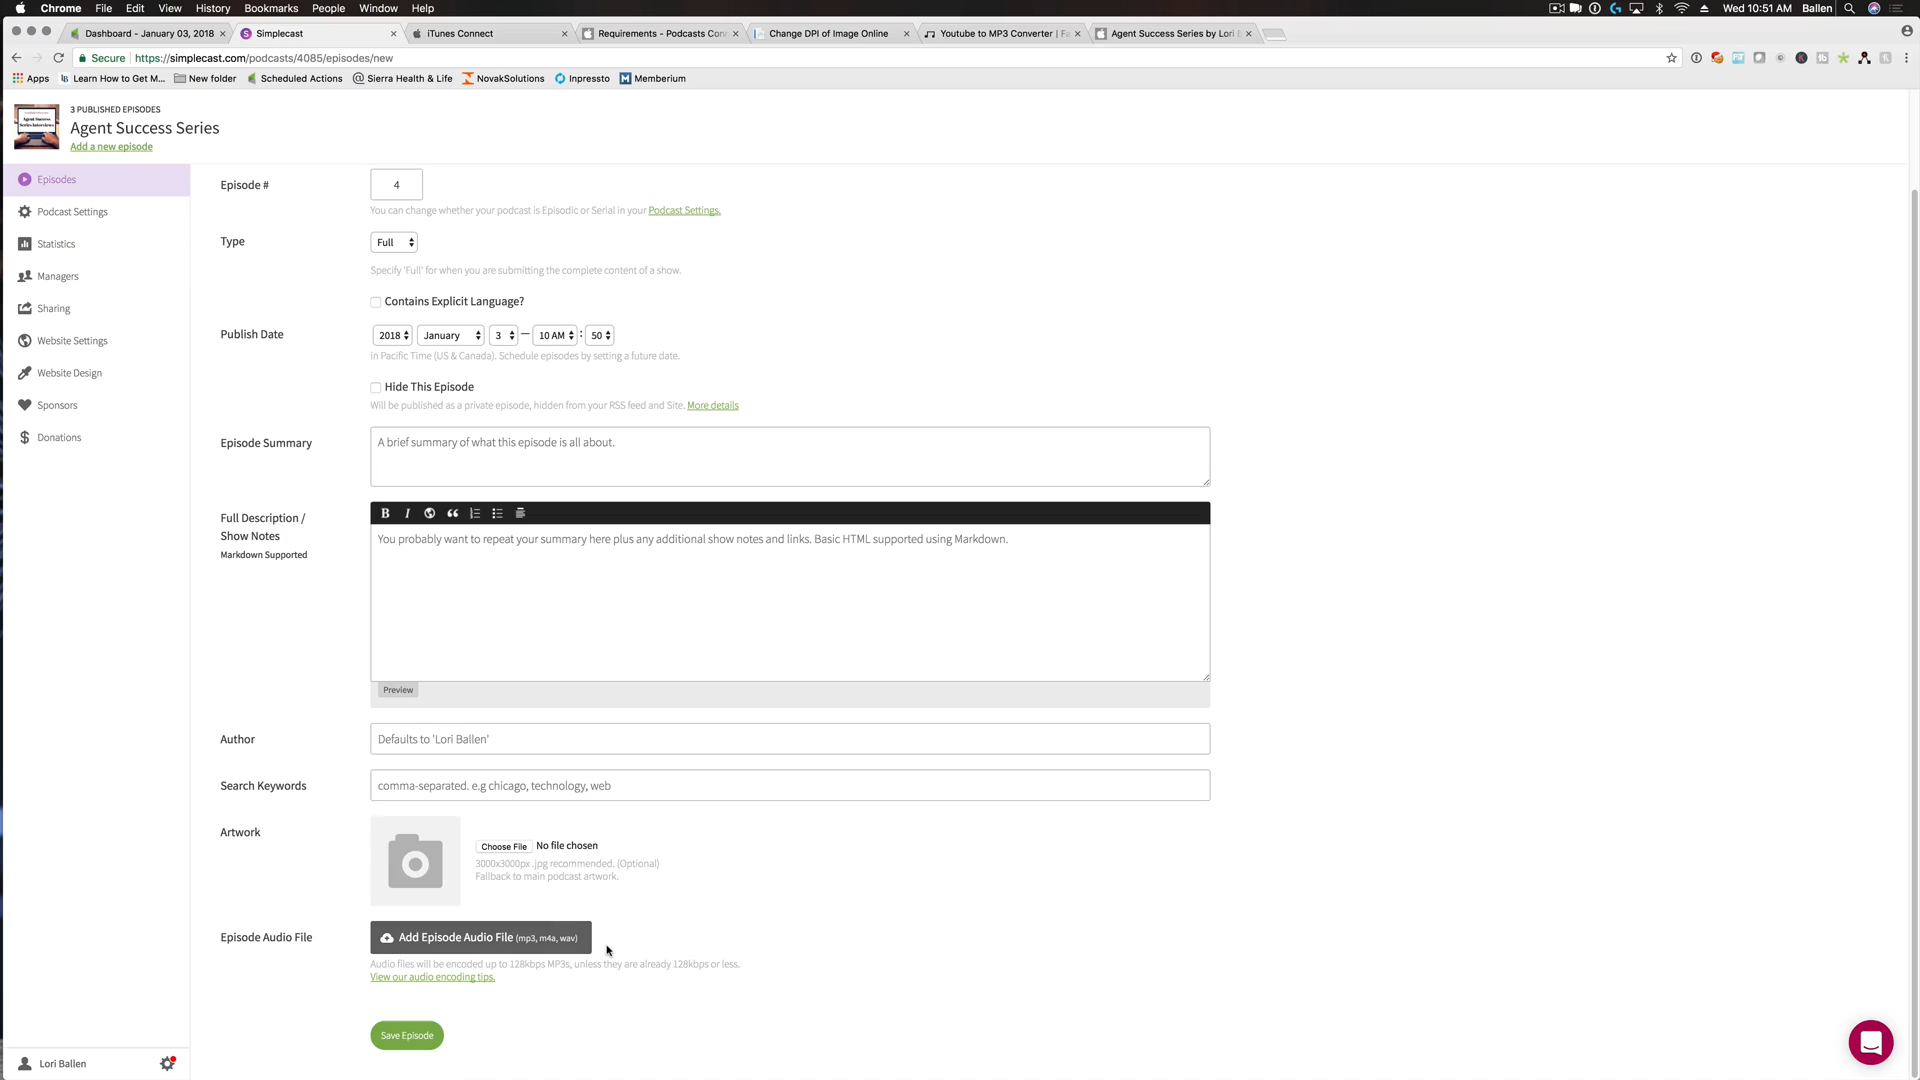 Chrome File Edit View History Bookmarks People Window Help Wed 10:51 AM Ballen
Dashboard - January 03, 2018 Simplecast iTunes Connect Requirements - Podcasts Con Change DPI of Image Online Youtube to MP3 Converter | Fa Agent Success Series by Lori B
Secure https://simplecast.com/podcasts/4085/episodes/new
Apps Learn How to Get M... New folder Scheduled Actions Sierra Health & Life NovakSolutions Inpressto Memberium
3 PUBLISHED EPISODES
Agent Success Series
Add a new episode
Episodes
Podcast Settings
Statistics
Managers
Sharing
Website Settings
Website Design
Sponsors
Donations
Lori Ballen
Episode # 4
You can change whether your podcast is Episodic or Serial in your Podcast Settings.
Type Full
Specify 'Full' for when you are submitting the complete content of a show.
Contains Explicit Language?
Publish Date 2018 January 3 — 10 AM : 50
in Pacific Time (US & Canada). Schedule episodes by setting a future date.
Hide This Episode
Will be published as a private episode, hidden from your RSS feed and Site. More details
Episode Summary A brief summary of what this episode is all about.
Full Description /
Show Notes
Markdown Supported
B I
You probably want to repeat your summary here plus any additional show notes and links. Basic HTML supported using Markdown.
Preview
Author Defaults to 'Lori Ballen'
Search Keywords comma-separated. e.g chicago, technology, web
Artwork
Choose File No file chosen
3000x3000px .jpg recommended. (Optional)
Fallback to main podcast artwork.
Episode Audio File Add Episode Audio File (mp3, m4a, wav)
Audio files will be encoded up to 128kbps MP3s, unless they are already 128kbps or less.
View our audio encoding tips.
Save Episode